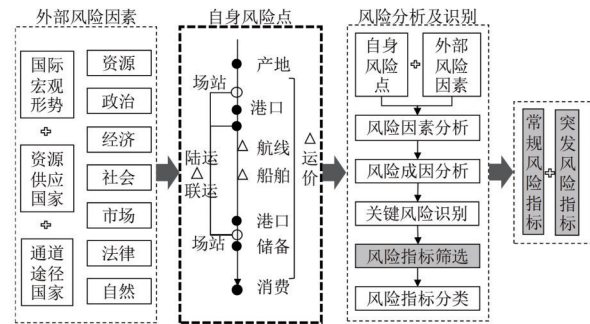 外部风险因素
国际
宏观
形势
资源
供应
国家
通道
途径
国家
资源
政治
经济
社会
市场
法律
自然
自身风险点
产地
场站
港口
陆运
联运
航线
船舶
运价
港口
场站
储备
消费
风险分析及识别
自身
风险
点
外部
风险
因素
风险因素分析
风险成因分析
关键风险识别
风险指标筛选
风险指标分类
常规风险指标
突发风险指标